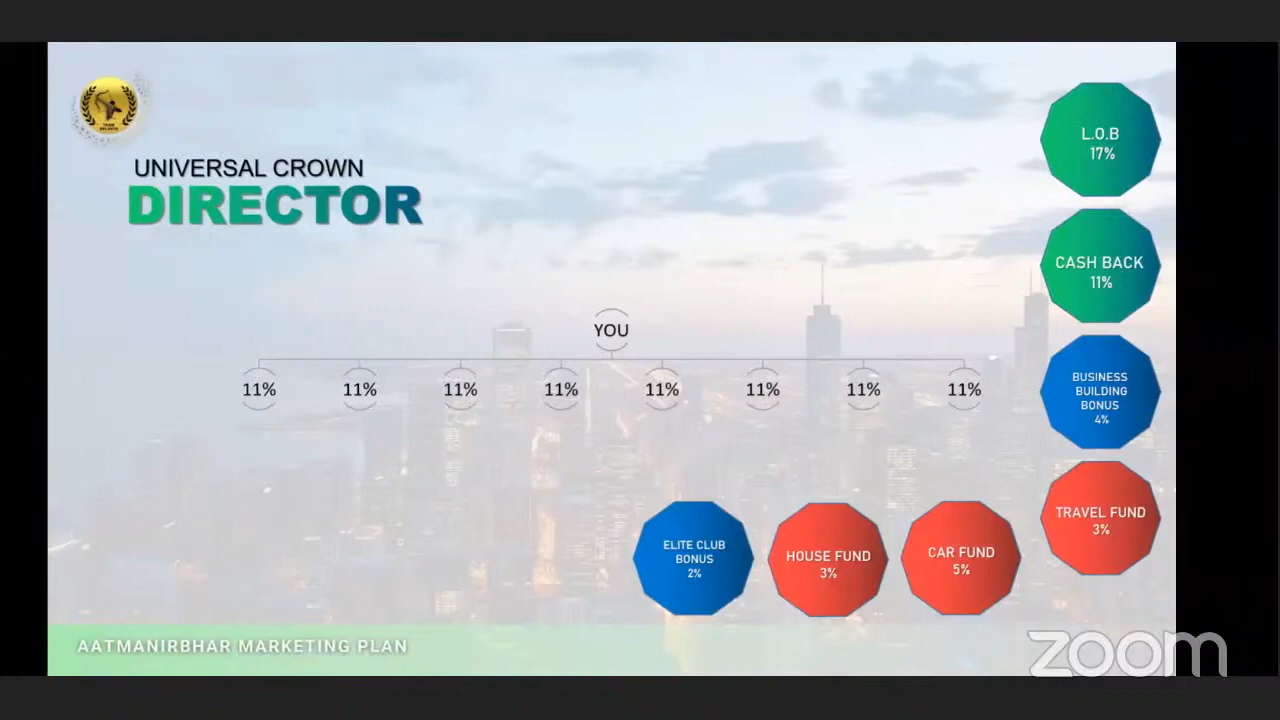 UNIVERSAL CROWN
DIRECTOR
YOU
11% 11% 11% 11% 11% 11% 11% 11%
L.O.B
17%
CASH BACK
11%
BUSINESS
BUILDING
BONUS
4%
TRAVEL FUND
3%
ELITE CLUB
BONUS
2%
HOUSE FUND
3%
CAR FUND
5%
AATMANIRBHAR MARKETING PLAN
zoom